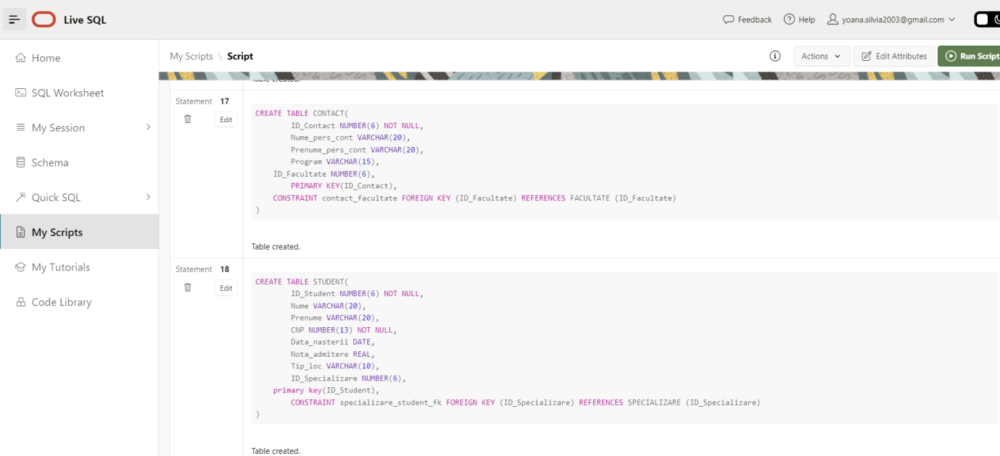 Live SQL
Feedback
Help
yoana.silvia2003@gmail.com
Home
SQL Worksheet
My Session
Schema
Quick SQL
My Scripts
My Tutorials
Code Library
My Scripts \ Script
Actions
Edit Attributes
Run Script
Table created.
Statement 17
Edit
CREATE TABLE CONTACT(
ID_Contact NUMBER(6) NOT NULL,
Nume_pers_cont VARCHAR(20),
Prenume_pers_cont VARCHAR(20),
Program VARCHAR(15),
ID_Facultate NUMBER(6),
PRIMARY KEY(ID_Contact),
CONSTRAINT contact_facultate FOREIGN KEY (ID_Facultate) REFERENCES FACULTATE (ID_Facultate)
)
Table created.
Statement 18
Edit
CREATE TABLE STUDENT(
ID_Student NUMBER(6) NOT NULL,
Nume VARCHAR(20),
Prenume VARCHAR(20),
CNP NUMBER(13) NOT NULL,
Data_nasterii DATE,
Nota_admitere REAL,
Tip_loc VARCHAR(10),
ID_Specializare NUMBER(6),
primary key(ID_Student),
CONSTRAINT specializare_student_fk FOREIGN KEY (ID_Specializare) REFERENCES SPECIALIZARE (ID_Specializare)
)
Table created.